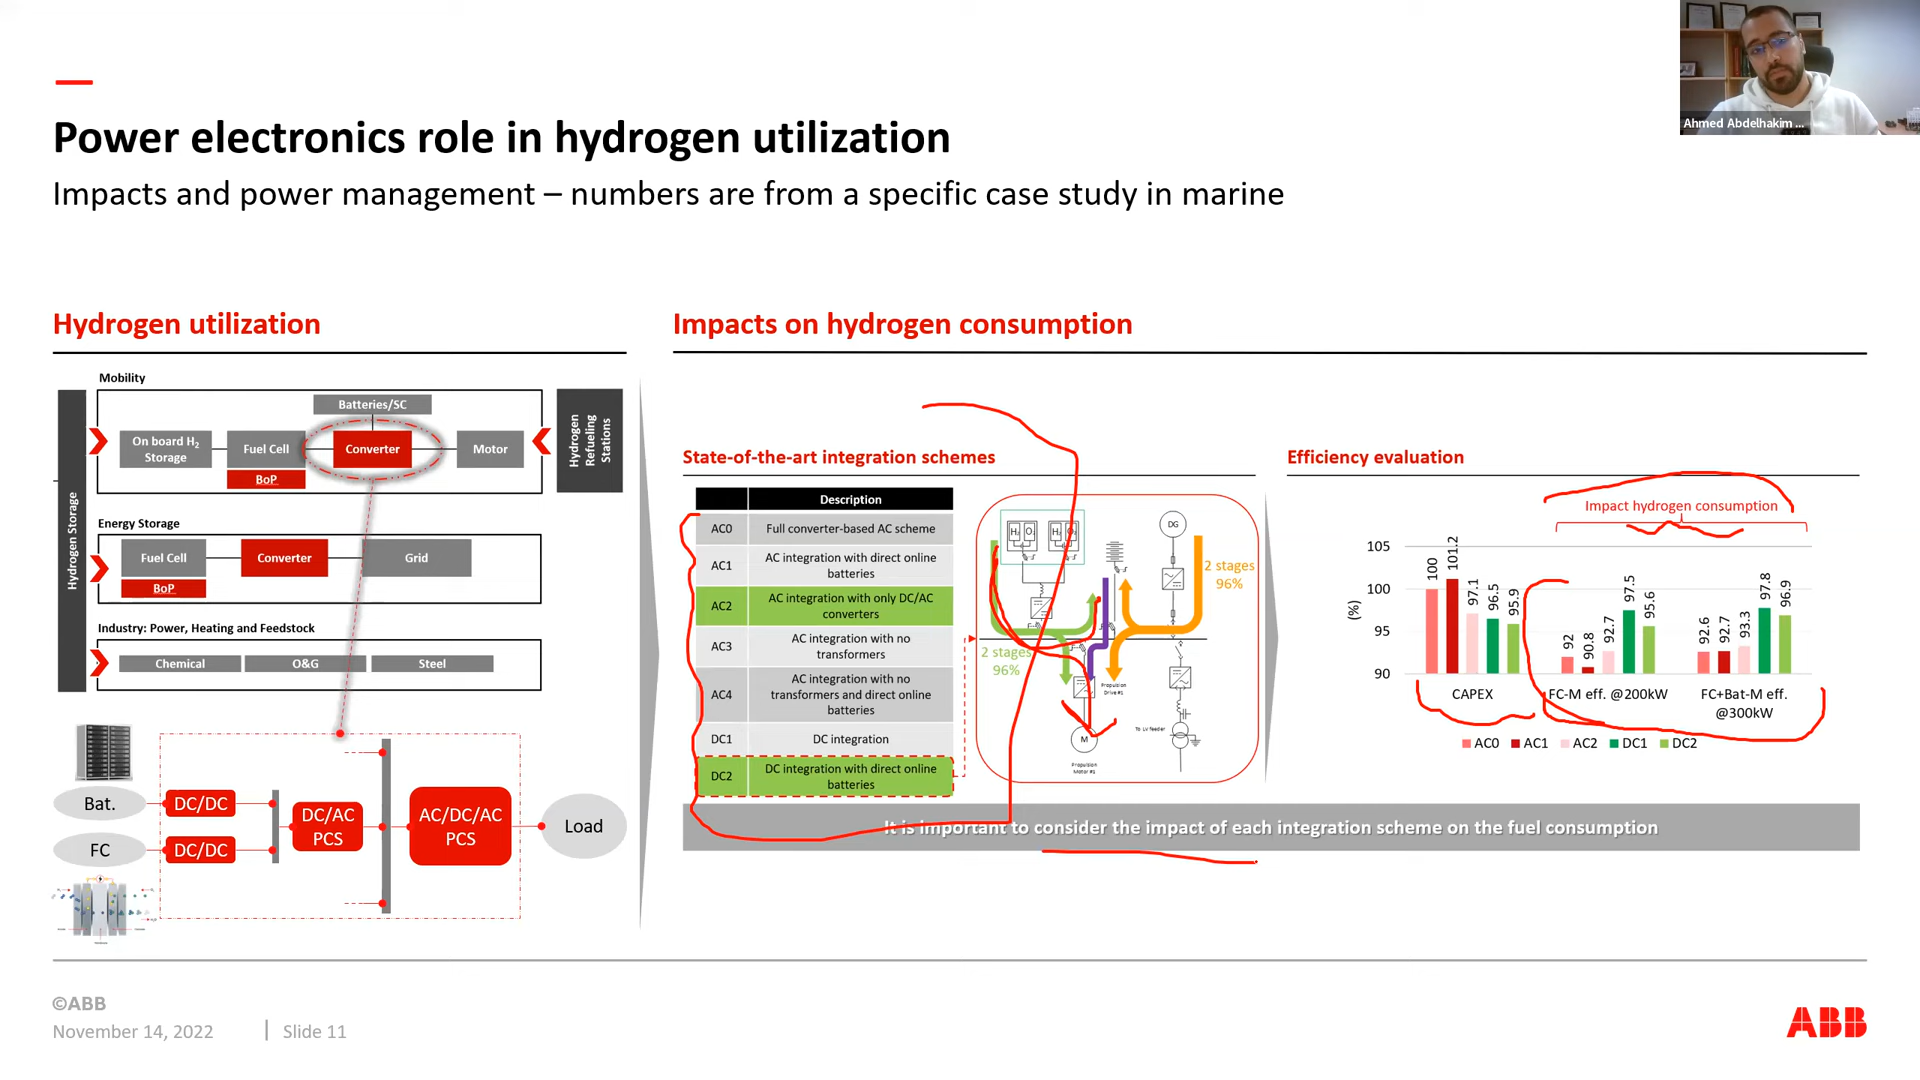 Ahmed Abdelhakim ...
Power electronics role in hydrogen utilization
Impacts and power management – numbers are from a specific case study in marine
Hydrogen utilization
Hydrogen Storage
Mobility
Batteries/SC
On board H2
Storage
Fuel Cell
Converter
Motor
BoP
Hydrogen
Refueling
Stations
Energy Storage
Fuel Cell
Converter
Grid
BoP
Industry: Power, Heating and Feedstock
Chemical
O&G
Steel
Bat.
DC/DC
FC
DC/DC
DC/AC
PCS
AC/DC/AC
PCS
Load
Impacts on hydrogen consumption
State-of-the-art integration schemes
Description
AC0 Full converter-based AC scheme
AC1 AC integration with direct online
batteries
AC2 AC integration with only DC/AC
converters
AC3 AC integration with no
transformers
AC4 AC integration with no
transformers and direct online
batteries
DC1 DC integration
DC2 DC integration with direct online
batteries
H2 O2 H2 O2
DG
2 stages
96%
2 stages
96%
Propulsion
Drive #1
To LV feeder
M
Propulsion
Motor #1
Efficiency evaluation
Impact hydrogen consumption
(%)
105
100
95
90
100
101.2
97.1
96.5
95.9
92
90.8
92.7
97.5
95.6
92.6
92.7
93.3
97.8
96.9
CAPEX
FC-M eff. @200kW
FC+Bat-M eff.
@300kW
AC0 AC1 AC2 DC1 DC2
It is important to consider the impact of each integration scheme on the fuel consumption
©ABB
November 14, 2022 | Slide 11
ABB